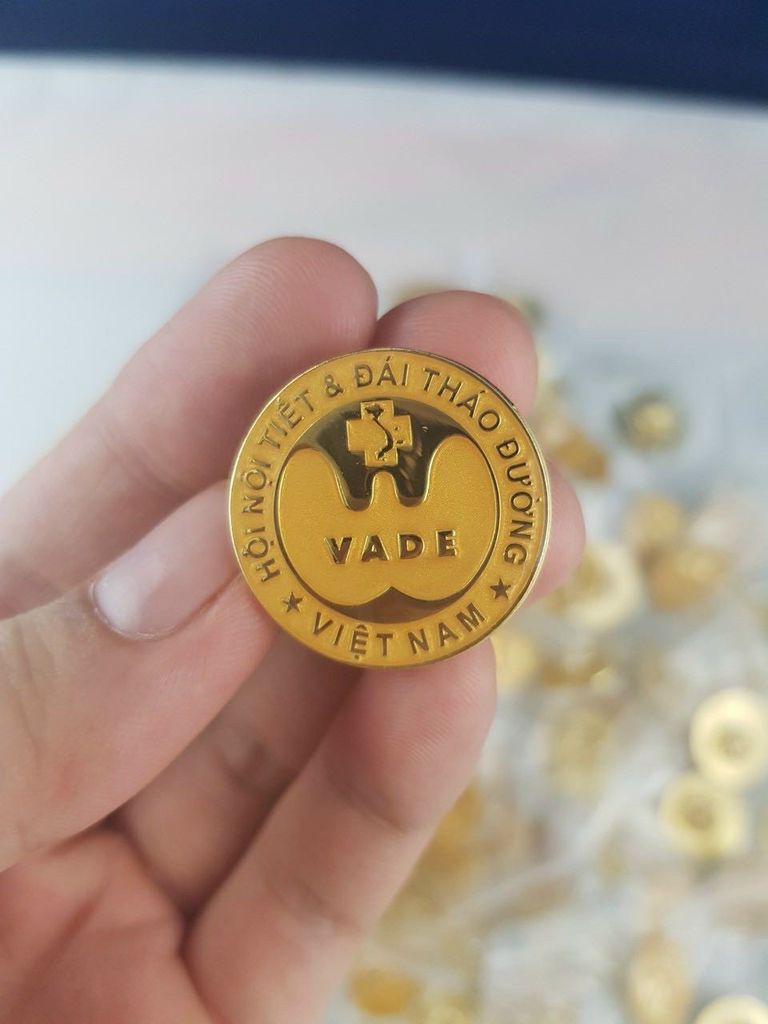 HỘI NỘI TIẾT & ĐÁI THÁO ĐƯỜNG
VADE
★ VIỆT NAM ★